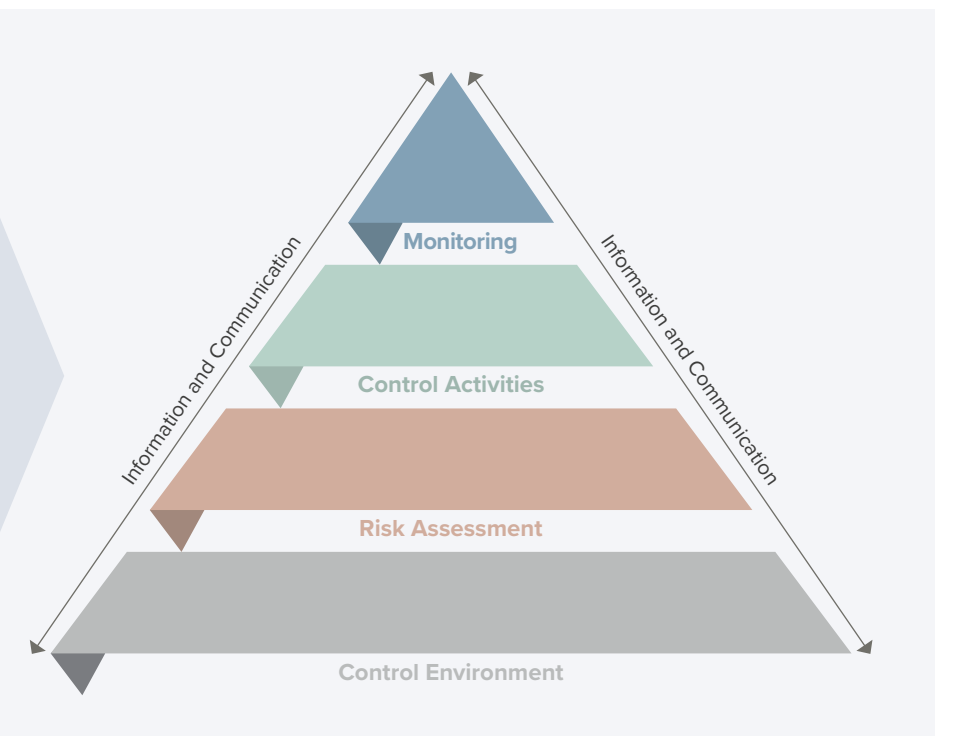 Monitoring
Information and Communication
Information and Communication
Control Activities
Risk Assessment
Control Environment